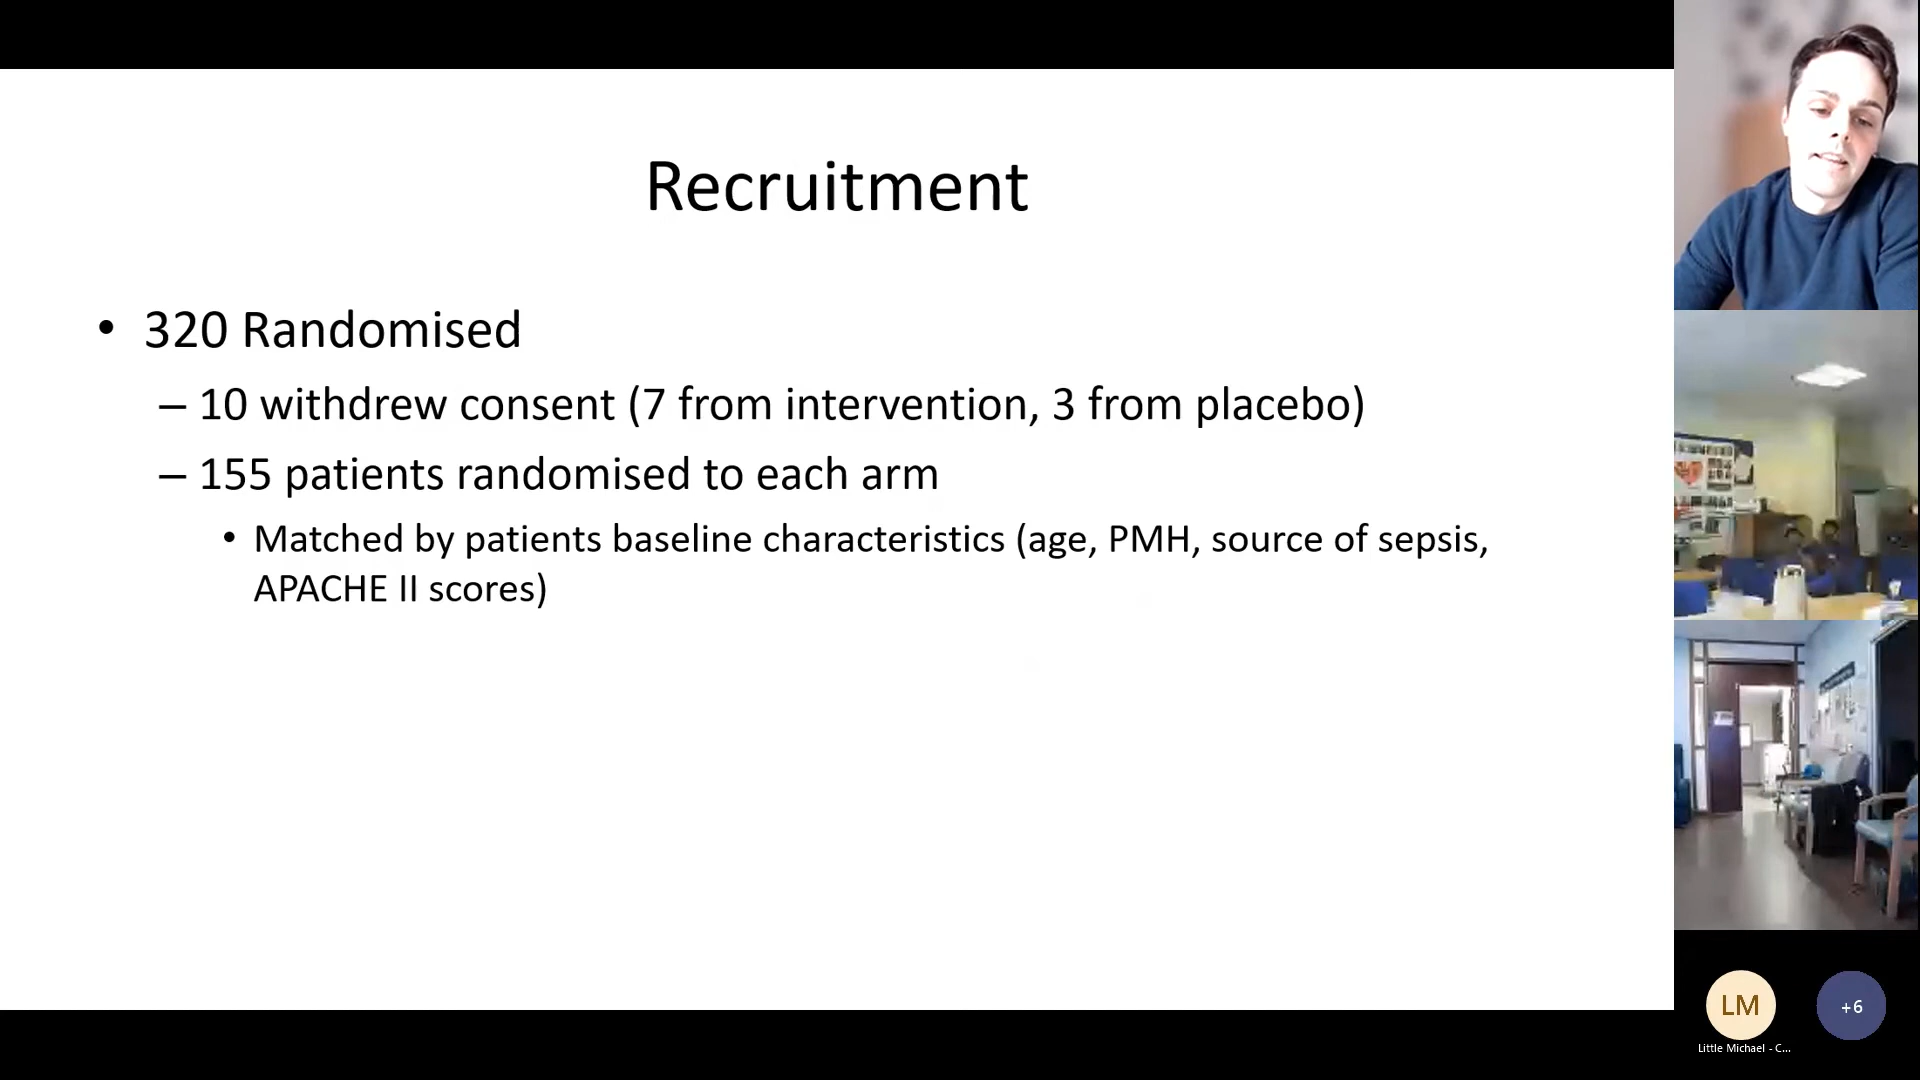 Recruitment
• 320 Randomised
– 10 withdrew consent (7 from intervention, 3 from placebo)
– 155 patients randomised to each arm
• Matched by patients baseline characteristics (age, PMH, source of sepsis,
APACHE II scores)
LM
+6
Little Michael - C...